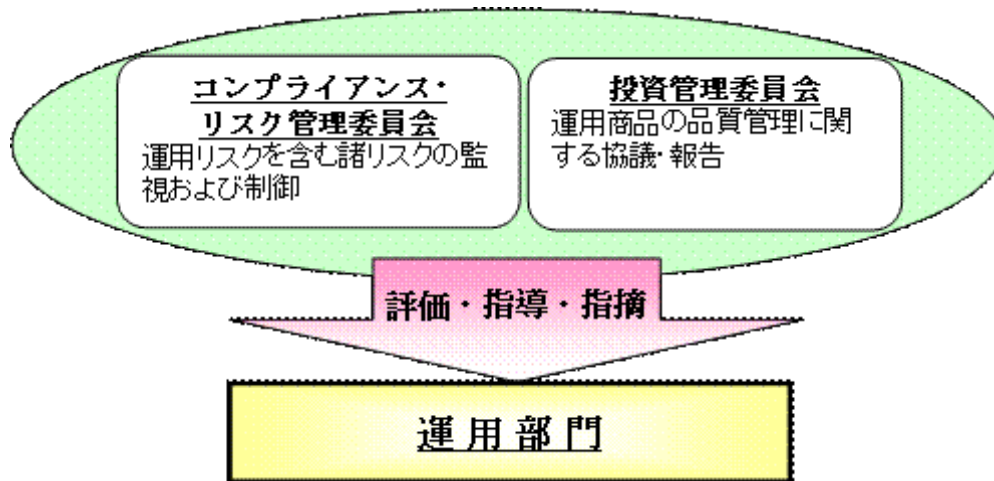 コンプライアンス・
リスク管理委員会
運用リスクを含む諸リスクの監
視および制御
投資管理委員会
運用商品の品質管理に関
する協議・報告
評価・指導・指摘
運用部門